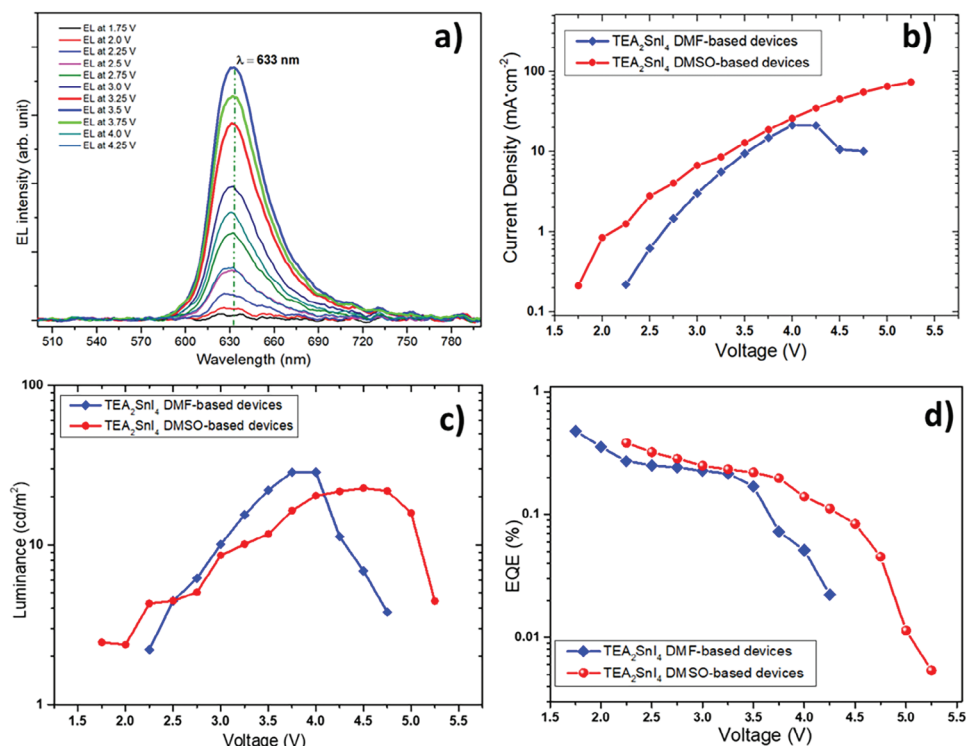 a)
EL at 1.75 V
EL at 2.0 V
EL at 2.25 V
EL at 2.5 V
EL at 2.75 V
EL at 3.0 V
EL at 3.25 V
EL at 3.5 V
EL at 3.75 V
EL at 4.0 V
EL at 4.25 V
λ = 633 nm
EL intensity (arb. unit)
510 540 570 600 630 660 690 720 750 780
Wavelength (nm)
b)
TEA₂SnI₄ DMF-based devices
TEA₂SnI₄ DMSO-based devices
Current Density (mA·cm⁻²)
100
10
1
0.1
1.5 2.0 2.5 3.0 3.5 4.0 4.5 5.0 5.5
Voltage (V)
c)
TEA₂SnI₄ DMF-based devices
TEA₂SnI₄ DMSO-based devices
Luminance (cd/m²)
100
10
1
1.5 2.0 2.5 3.0 3.5 4.0 4.5 5.0 5.5
Voltage (V)
d)
EQE (%)
1
0.1
0.01
TEA₂SnI₄ DMF-based devices
TEA₂SnI₄ DMSO-based devices
1.5 2.0 2.5 3.0 3.5 4.0 4.5 5.0 5.5
Voltage (V)